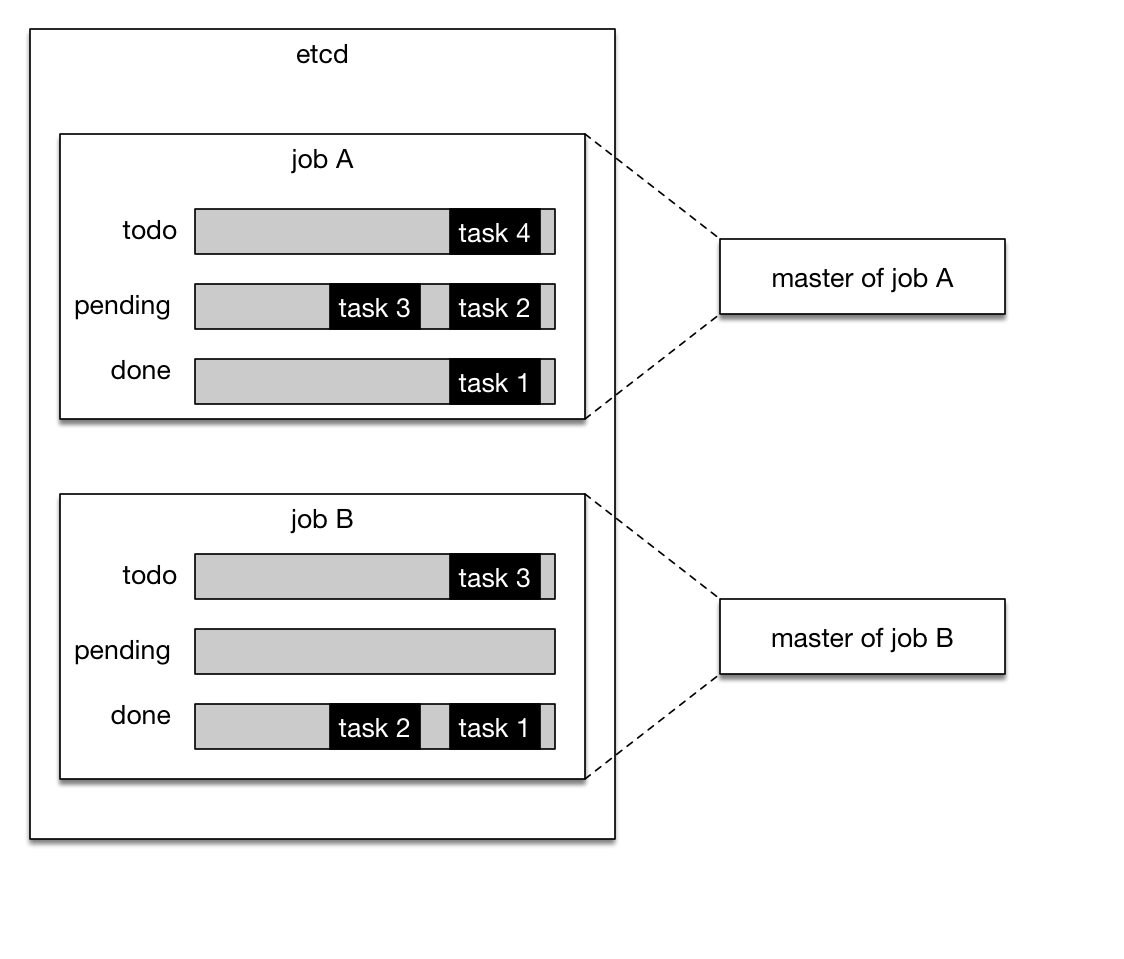 etcd
job A
todo task 4
pending task 3 task 2
done task 1
master of job A
job B
todo task 3
pending
done task 2 task 1
master of job B